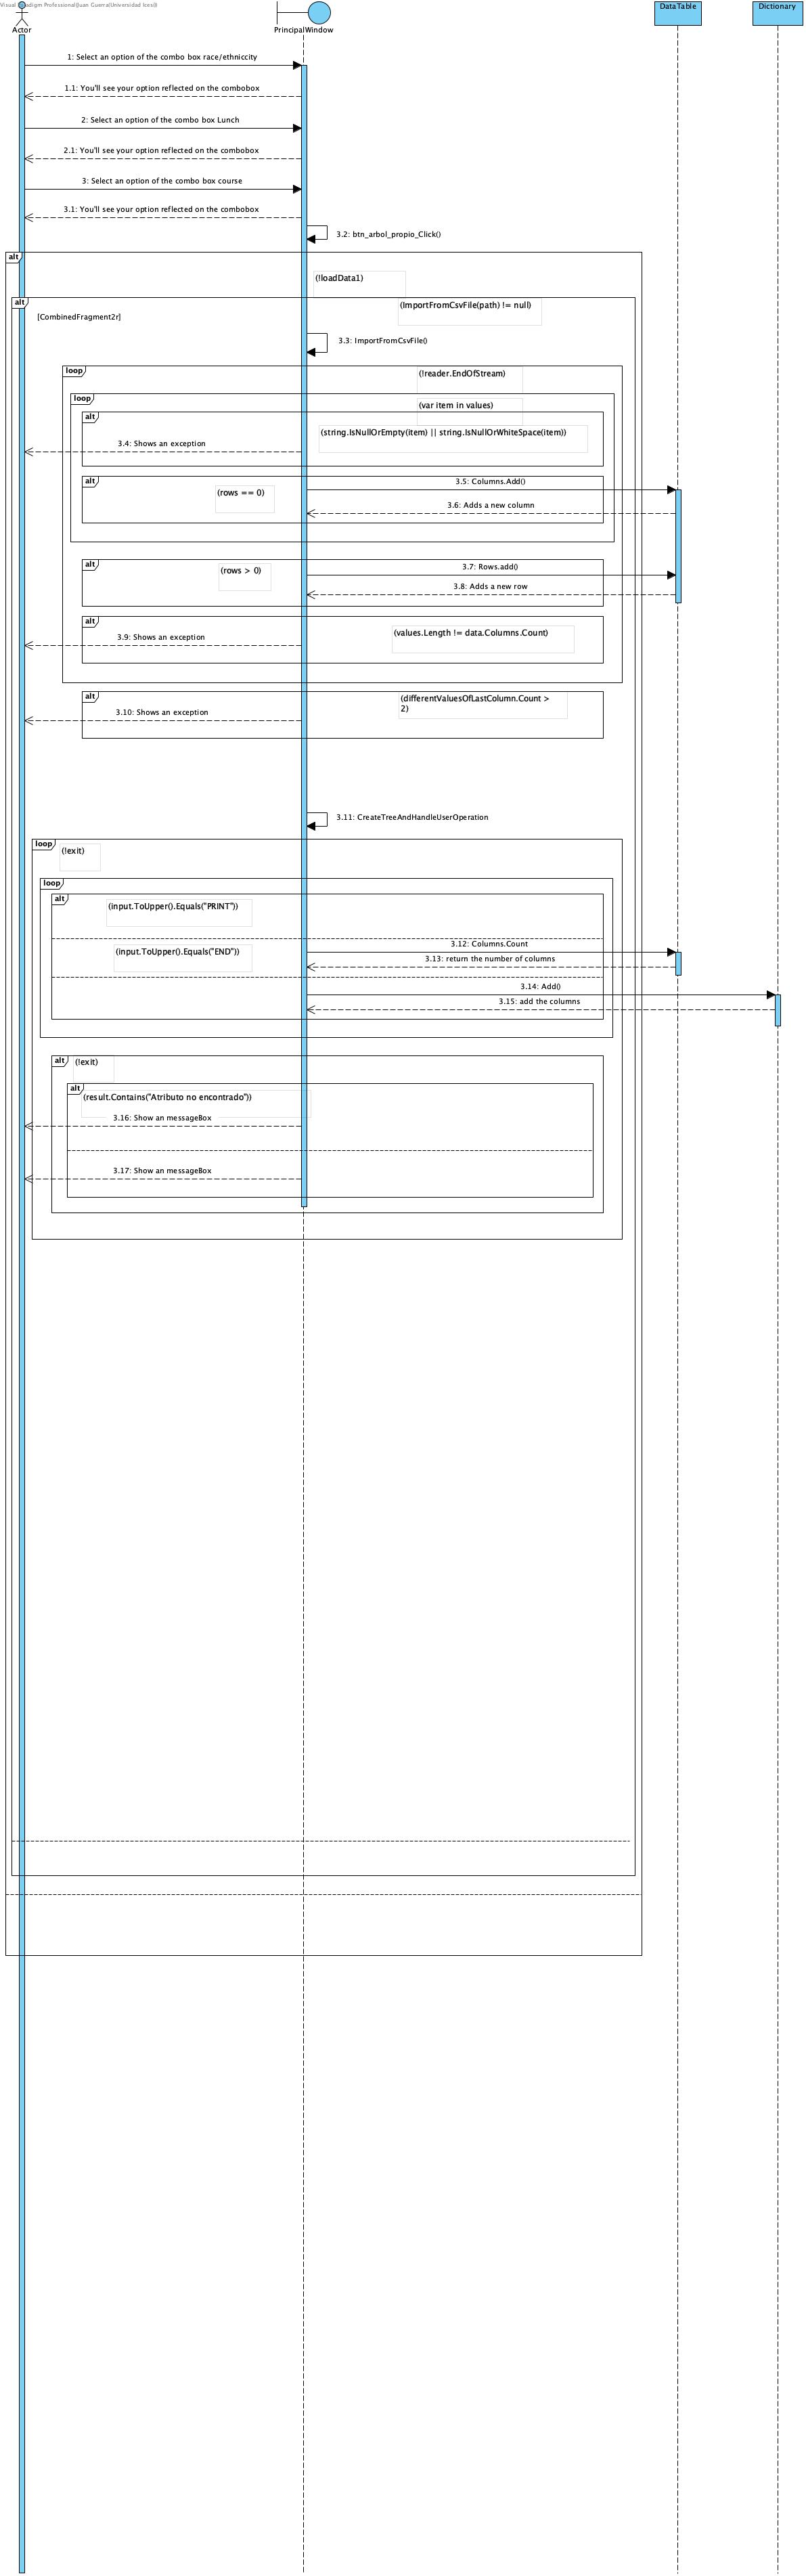 Visual Paradigm Professional(Juan Guerra(Universidad Icesi))
Actor
PrincipalWindow
DataTable
Dictionary
1: Select an option of the combo box race/ethniccity
1.1: You'll see your option reflected on the combobox
2: Select an option of the combo box Lunch
2.1: You'll see your option reflected on the combobox
3: Select an option of the combo box course
3.1: You'll see your option reflected on the combobox
3.2: btn_arbol_propio_Click()
alt
(!loadData1)
alt
(ImportFromCsvFile(path) != null)
[CombinedFragment2r]
3.3: ImportFromCsvFile()
loop
(!reader.EndOfStream)
loop
(var item in values)
alt
(string.IsNullOrEmpty(item) || string.IsNullOrWhiteSpace(item))
3.4: Shows an exception
alt
3.5: Columns.Add()
(rows == 0)
3.6: Adds a new column
alt
3.7: Rows.add()
(rows > 0)
3.8: Adds a new row
alt
(values.Length != data.Columns.Count)
3.9: Shows an exception
alt
(differentValuesOfLastColumn.Count >
2)
3.10: Shows an exception
3.11: CreateTreeAndHandleUserOperation
loop
(!exit)
loop
alt
(input.ToUpper().Equals("PRINT"))
3.12: Columns.Count
(input.ToUpper().Equals("END"))
3.13: return the number of columns
3.14: Add()
3.15: add the columns
alt
(!exit)
alt
(result.Contains("Atributo no encontrado"))
3.16: Show an messageBox
3.17: Show an messageBox